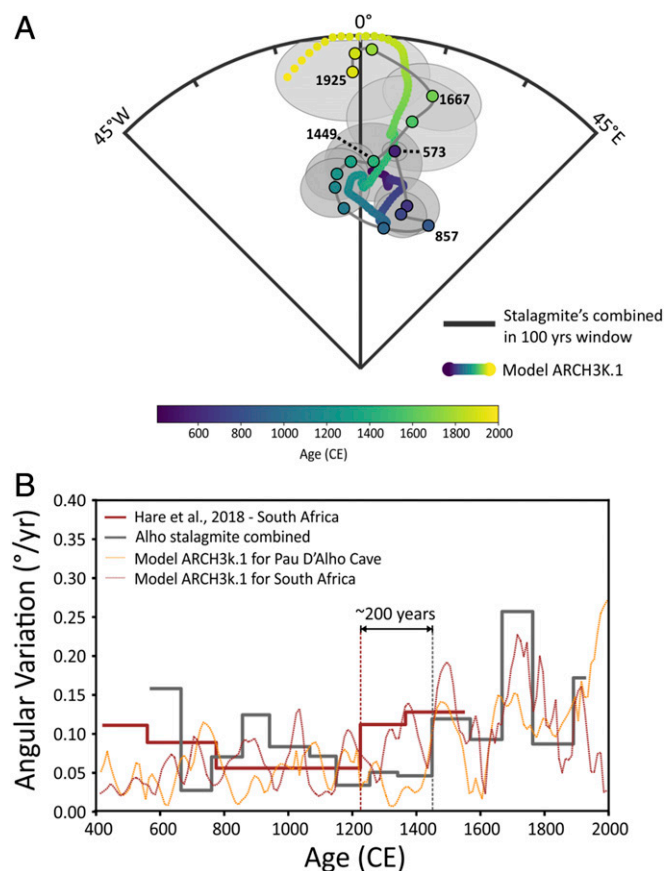 A
0°
45°W
45°E
1925
1667
1449
573
857
Stalagmite's combined
in 100 yrs window
Model ARCH3K.1
600 800 1000 1200 1400 1600 1800 2000
Age (CE)
B
Angular Variation (°/yr)
0.40
0.35
0.30
0.25
0.20
0.15
0.10
0.05
0.00
Hare et al., 2018 - South Africa
Alho stalagmite combined
Model ARCH3k.1 for Pau D'Alho Cave
Model ARCH3k.1 for South Africa
~200 years
400 600 800 1000 1200 1400 1600 1800 2000
Age (CE)